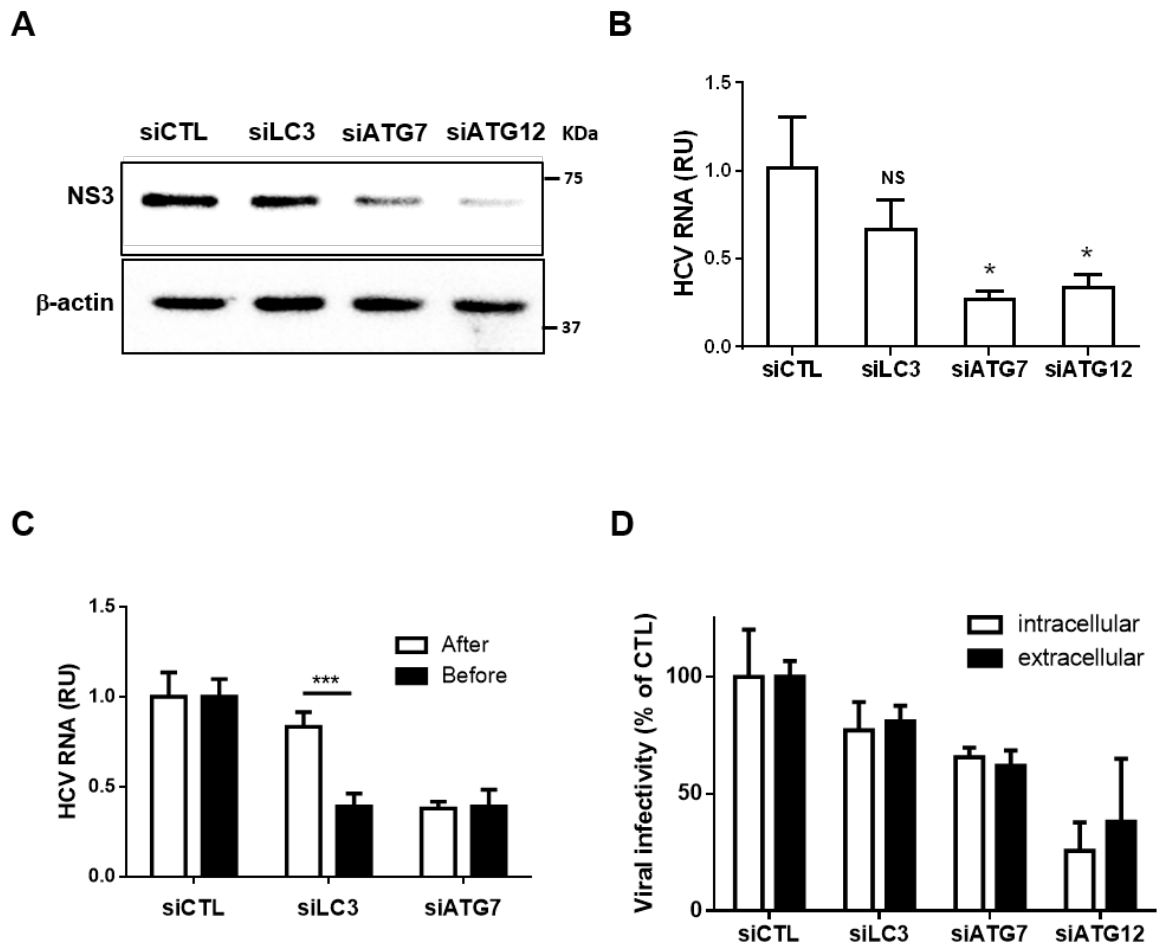 A
siCTL siLC3 siATG7 siATG12 KDa
NS3
75
β-actin
37
B
HCV RNA (RU)
1.5
1.0
0.5
0.0
NS
*
*
siCTL siLC3 siATG7 siATG12
C
HCV RNA (RU)
1.5
1.0
0.5
0.0
After
Before
***
siCTL siLC3 siATG7
D
Viral infectivity (% of CTL)
100
50
0
intracellular
extracellular
siCTL siLC3 siATG7 siATG12